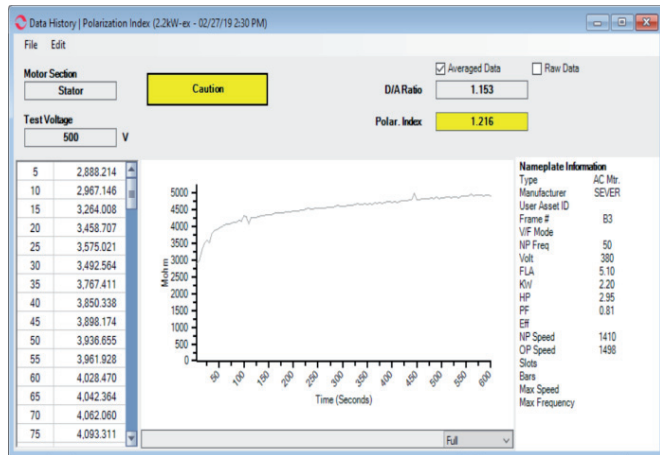 Data History | Polarization Index (2.2kW-ex - 02/27/19 2:30 PM)
File Edit
Motor Section
Stator
Caution
Averaged Data
Raw Data
D/A Ratio 1.153
Test Voltage
500 V
Polar. Index 1.216
5 2,888.214
10 2,967.146
15 3,264.008
20 3,458.707
25 3,575.021
30 3,492.564
35 3,767.411
40 3,850.338
45 3,898.174
50 3,936.655
55 3,961.928
60 4,028.470
65 4,042.364
70 4,062.060
75 4,093.311
Mohm
5000
4500
4000
3500
3000
2500
2000
1500
1000
500
0
50 100 150 200 250 300 350 400 450 500 550 600
Time (Seconds)
Full
Nameplate Information
Type AC Mtr.
Manufacturer SEVER
User Asset ID
Frame # B3
V/F Mode
NP Freq 50
Volt 380
FLA 5.10
KW 2.20
HP 2.95
PF 0.81
Eff
NP Speed 1410
OP Speed 1498
Slots
Bars
Max Speed
Max Frequency